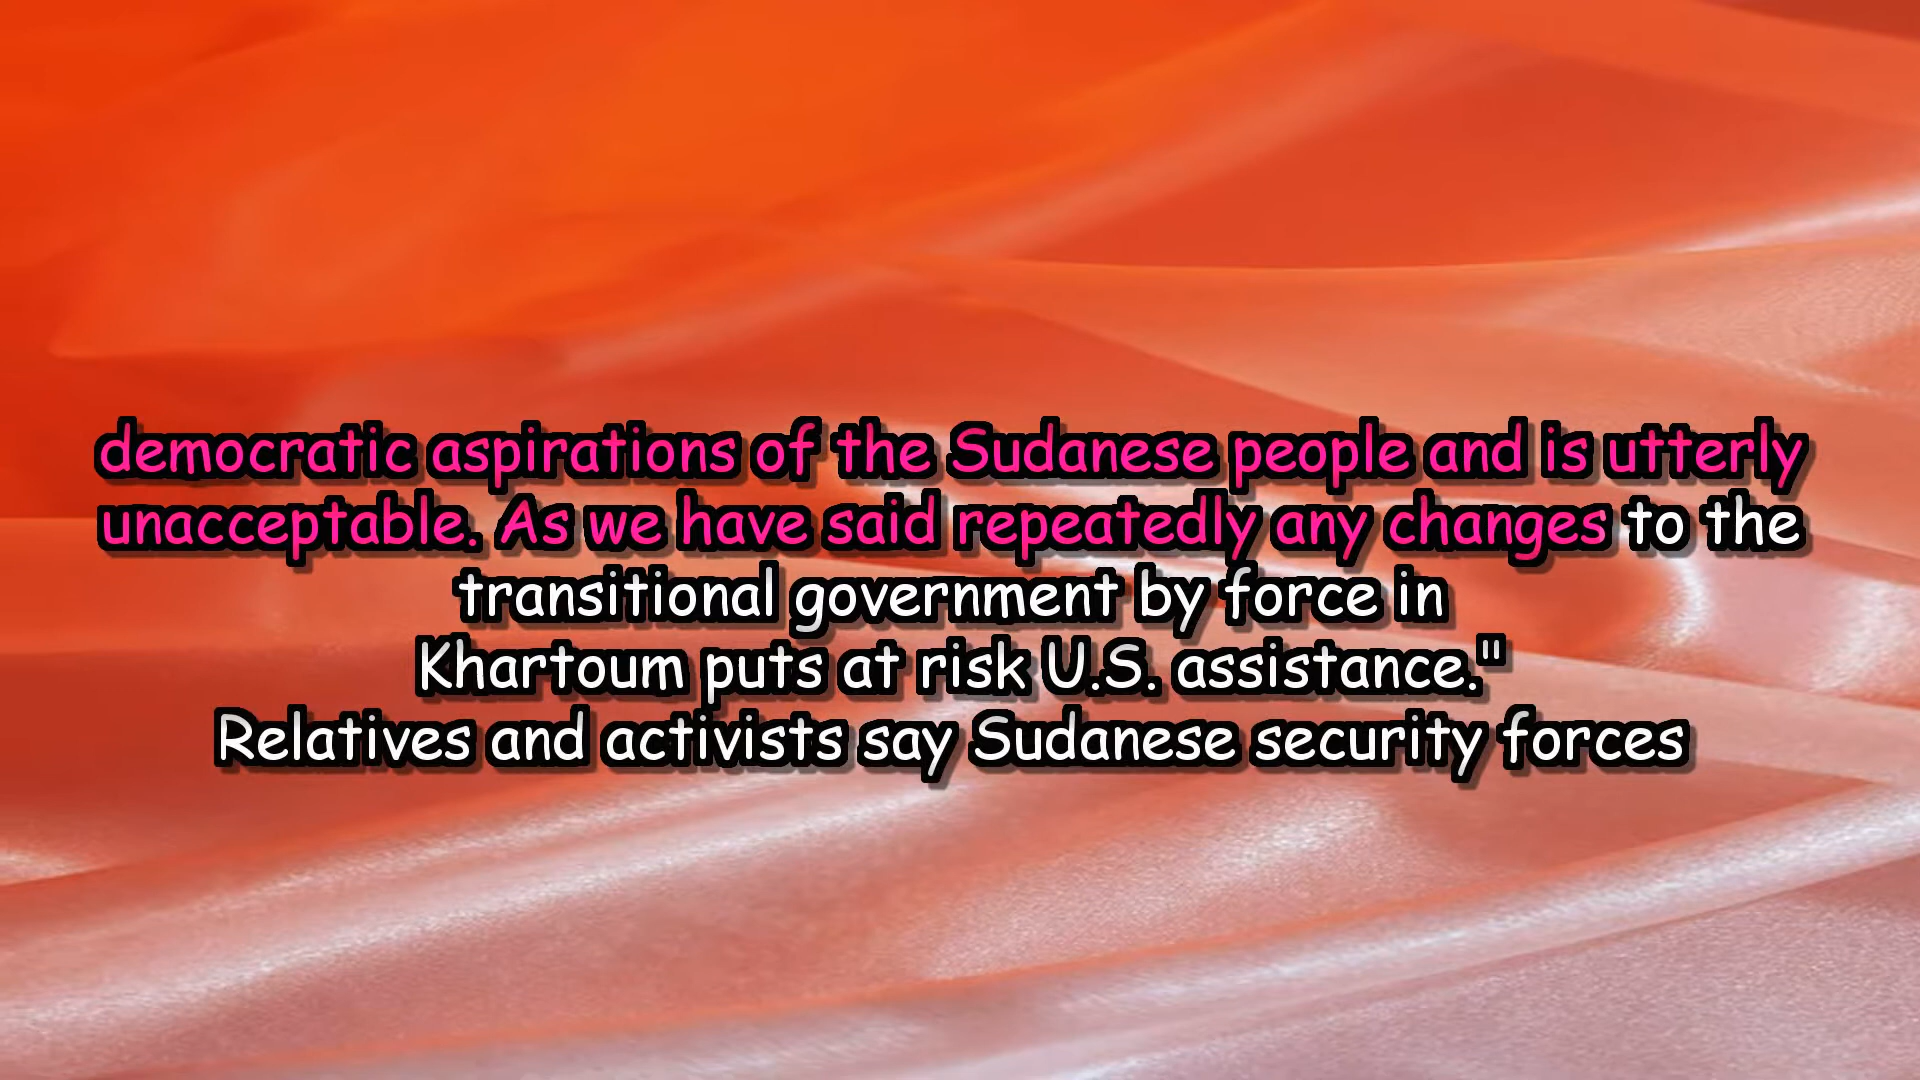 democratic aspirations of the Sudanese people and is utterly
unacceptable. As we have said repeatedly any changes to the
transitional government by force in
Khartoum puts at risk U.S. assistance."
Relatives and activists say Sudanese security forces